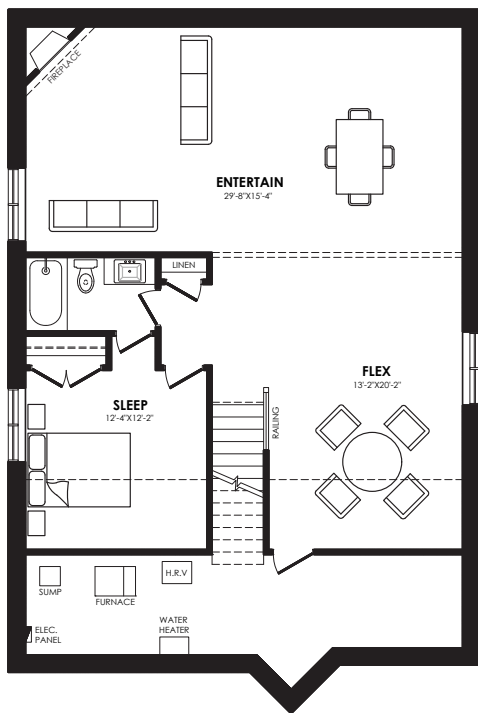 FIREPLACE
ENTERTAIN
29'-8"X15'-4"
LINEN
FLEX
13'-2"X20'-2"
SLEEP
12'-4"X12'-2"
RAILING
H.R.V
SUMP
FURNACE
WATER
HEATER
ELEC.
PANEL